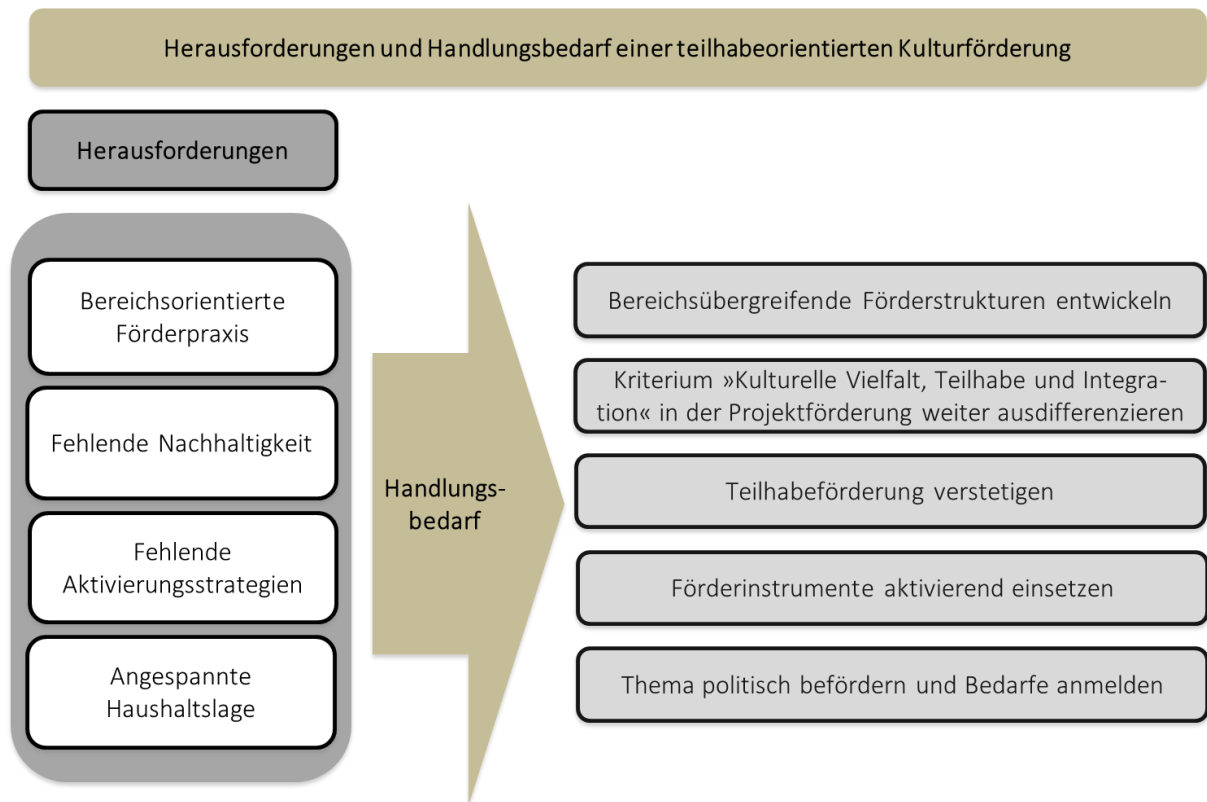 Herausforderungen und Handlungsbedarf einer teilhabeorientierten Kulturförderung
Herausforderungen
Bereichsorientierte
Förderpraxis
Fehlende Nachhaltigkeit
Fehlende
Aktivierungsstrategien
Angespannte
Haushaltslage
Handlungs-
bedarf
Bereichsübergreifende Förderstrukturen entwickeln
Kriterium »Kulturelle Vielfalt, Teilhabe und Integra-
tion« in der Projektförderung weiter ausdifferenzieren
Teilhabeförderung verstetigen
Förderinstrumente aktivierend einsetzen
Thema politisch befördern und Bedarfe anmelden